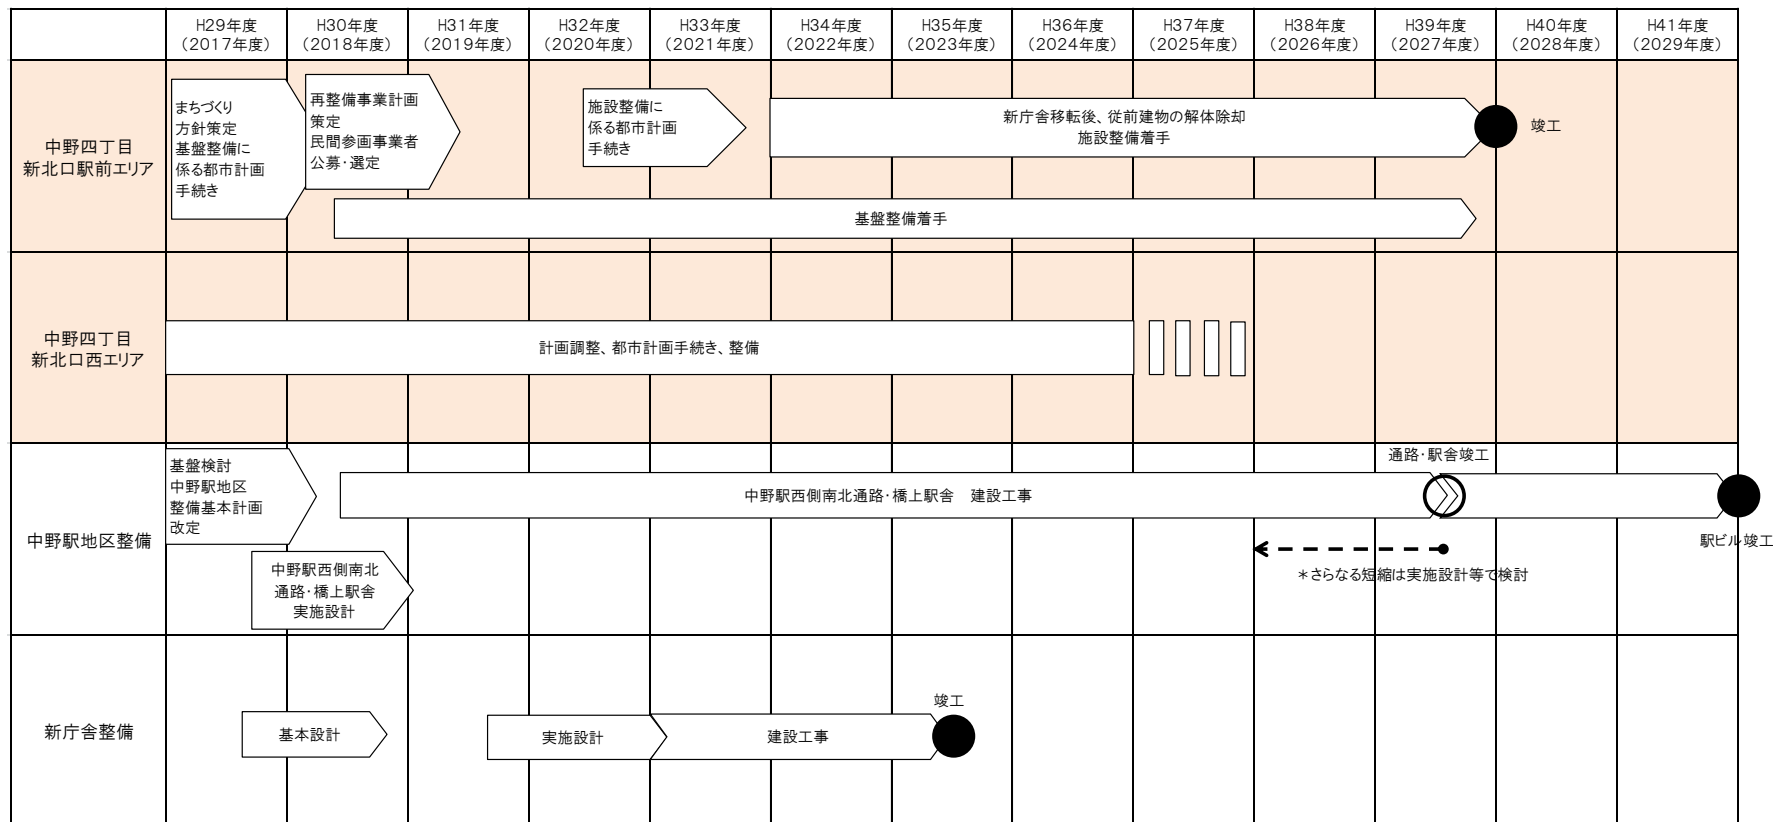 H29年度
（2017年度）
H30年度
（2018年度）
H31年度
（2019年度）
H32年度
（2020年度）
H33年度
（2021年度）
H34年度
（2022年度）
H35年度
（2023年度）
H36年度
（2024年度）
H37年度
（2025年度）
H38年度
（2026年度）
H39年度
（2027年度）
H40年度
（2028年度）
H41年度
（2029年度）
中野四丁目
新北口駅前エリア
まちづくり
方針策定
基盤整備に
係る都市計画
手続き
再整備事業計画
策定
民間参画事業者
公募・選定
施設整備に
係る都市計画
手続き
新庁舎移転後、従前建物の解体除却
施設整備着手
竣工
基盤整備着手
中野四丁目
新北口西エリア
計画調整、都市計画手続き、整備
中野駅地区整備
基盤検討
中野駅地区
整備基本計画
改定
通路・駅舎竣工
中野駅西側南北通路・橋上駅舎　建設工事
駅ビル竣工
＊さらなる短縮は実施設計等で検討
中野駅西側南北
通路・橋上駅舎
実施設計
新庁舎整備
基本設計
実施設計
建設工事
竣工